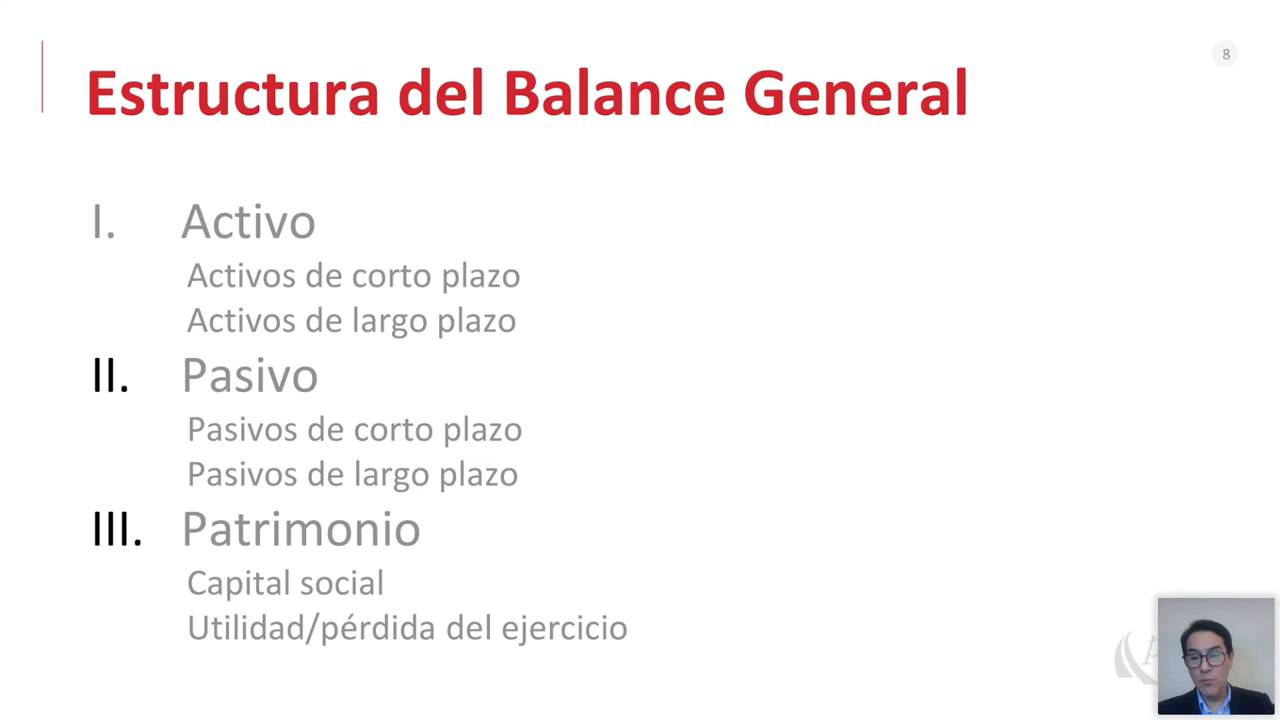 8
Estructura del Balance General
I. Activo
Activos de corto plazo
Activos de largo plazo
II. Pasivo
Pasivos de corto plazo
Pasivos de largo plazo
III. Patrimonio
Capital social
Utilidad/pérdida del ejercicio